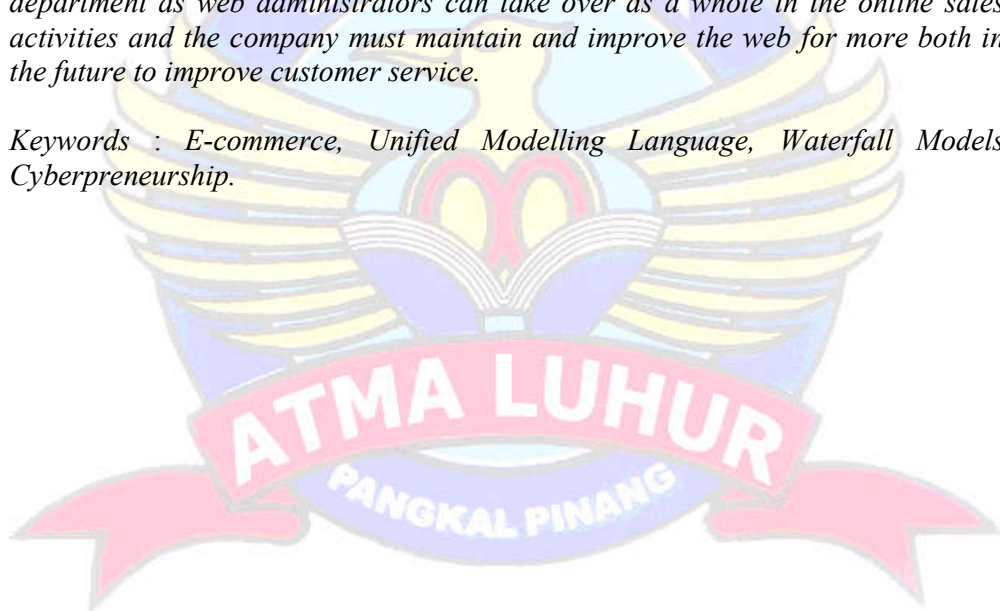 department as web administrators can take over as a whole in the online sales
activities and the company must maintain and improve the web for more both in
the future to improve customer service.
Keywords : E-commerce, Unified Modelling Language, Waterfall Models
Cyberpreneurship.
ATMA LUHUR
PANGKAL PINANG